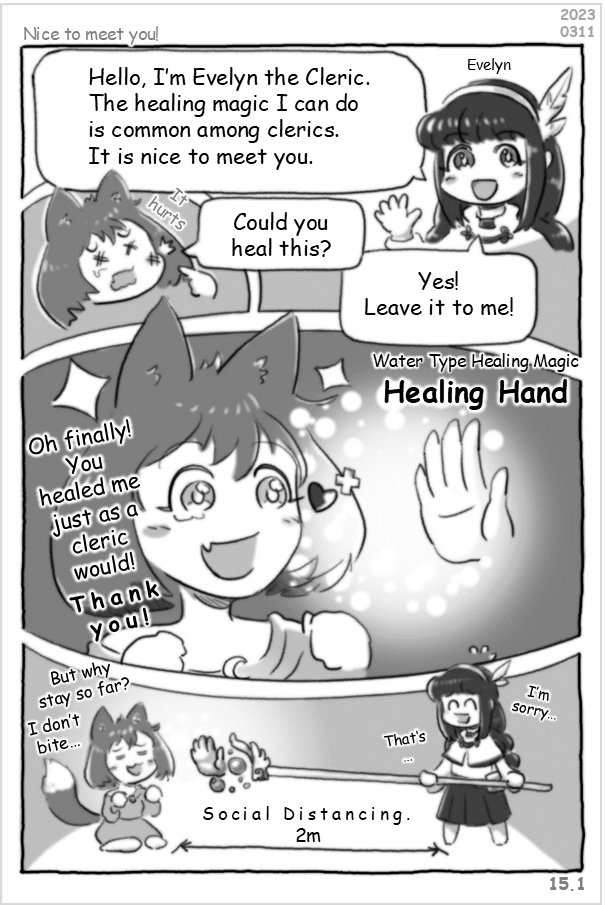 Nice to meet you!
2023
0311
Hello, I'm Evelyn the Cleric.
The healing magic I can do
is common among clerics.
It is nice to meet you.
Evelyn
It
hurts
Could you
heal this?
Yes!
Leave it to me!
Water Type Healing Magic
Healing Hand
Oh finally!
You
healed me
just as a
cleric
would!
Thank
you!
But why
stay so far?
I don't
bite...
That's
...
I'm
sorry...
Social Distancing.
2m
15.1